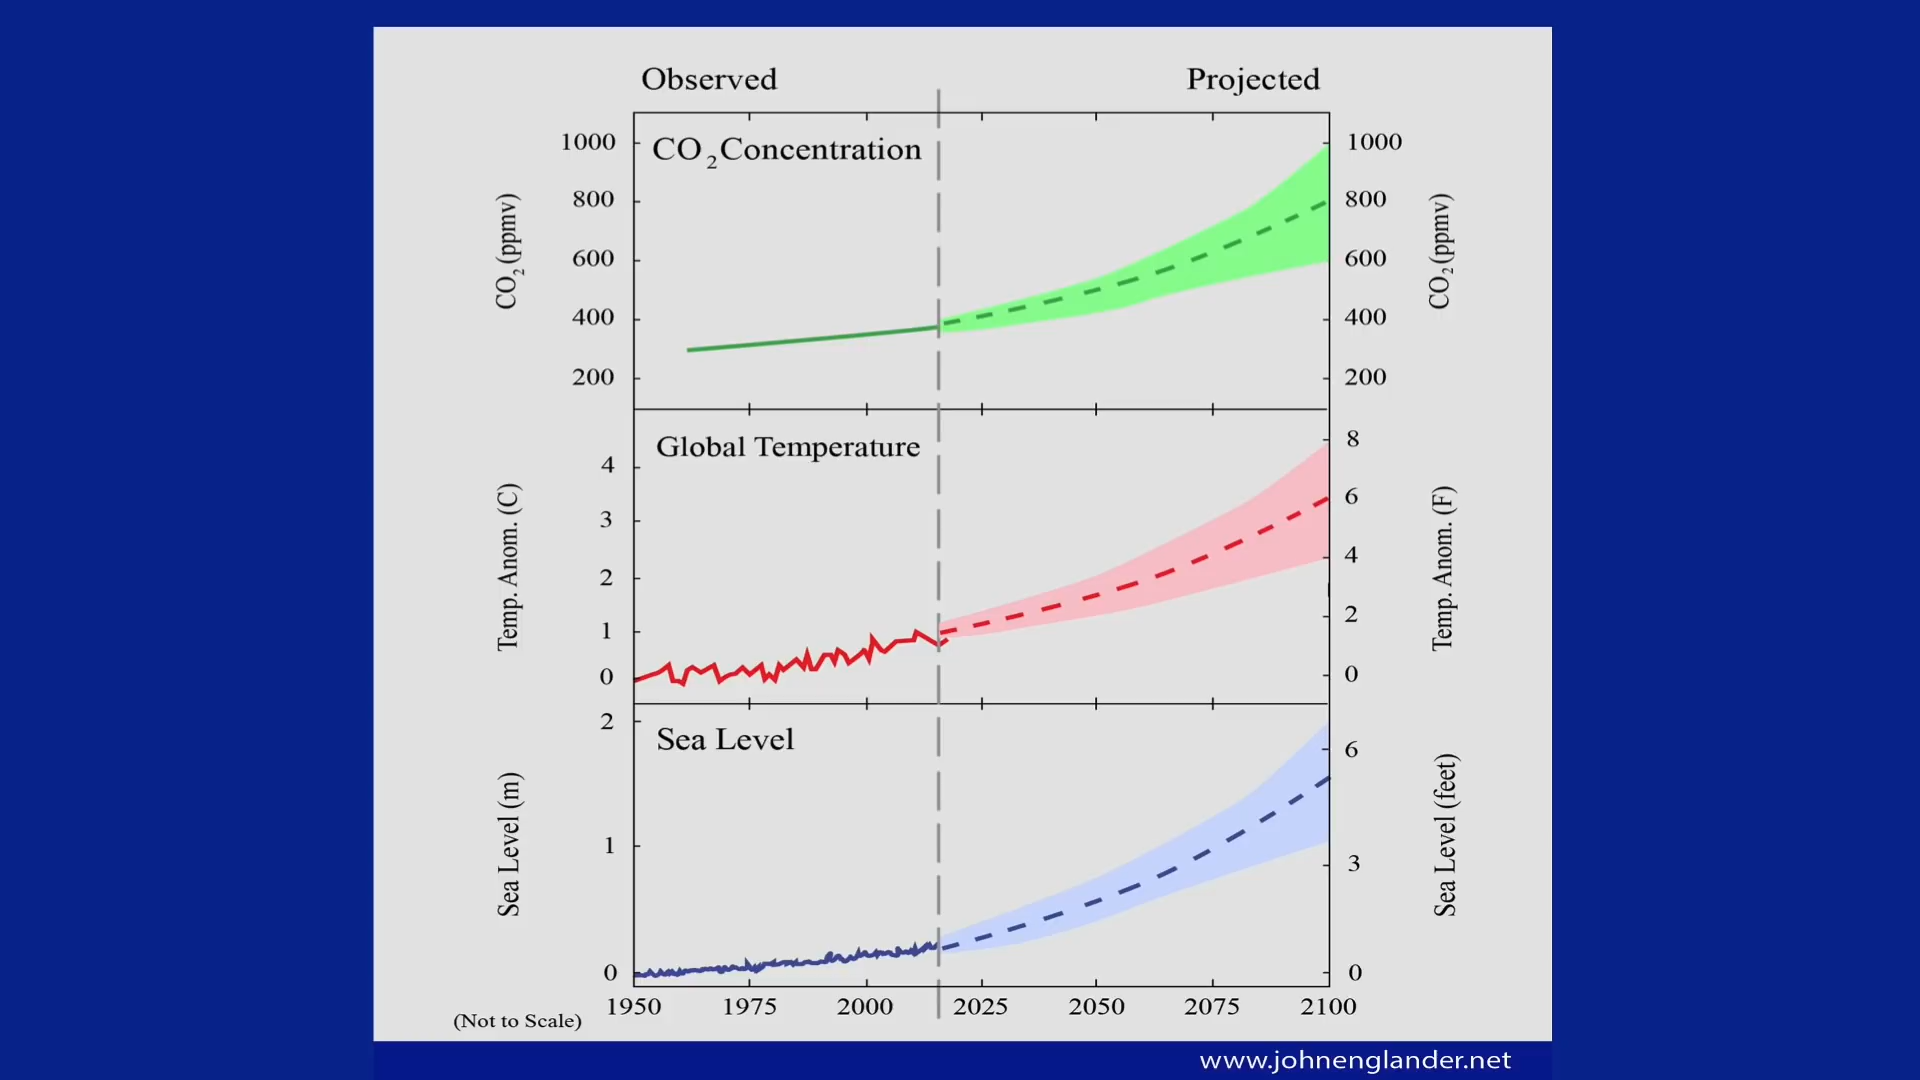 Observed Projected
CO2 Concentration
1000
800
600
400
200
CO2 (ppmv)
1000
800
600
400
200
CO2 (ppmv)
Global Temperature
4
3
2
1
0
Temp. Anom. (C)
8
6
4
2
0
Temp. Anom. (F)
Sea Level
2
1
0
Sea Level (m)
6
3
0
Sea Level (feet)
1950 1975 2000 2025 2050 2075 2100
(Not to Scale)
www.johnenglander.net